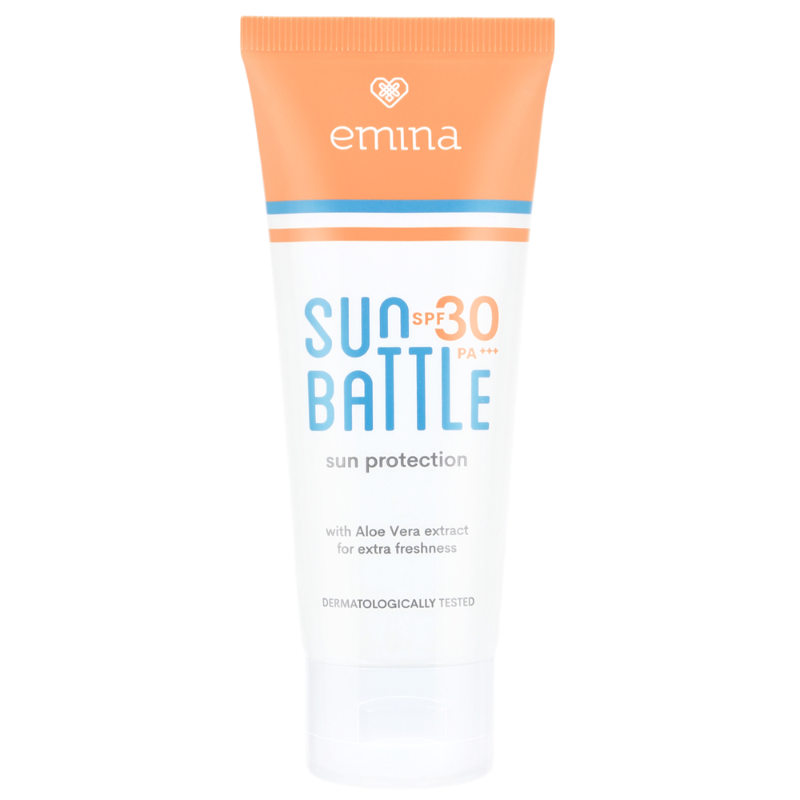 emina
SUN SPF 30
PA +++
BATTLE
sun protection
with Aloe Vera extract
for extra freshness
DERMATOLOGICALLY TESTED